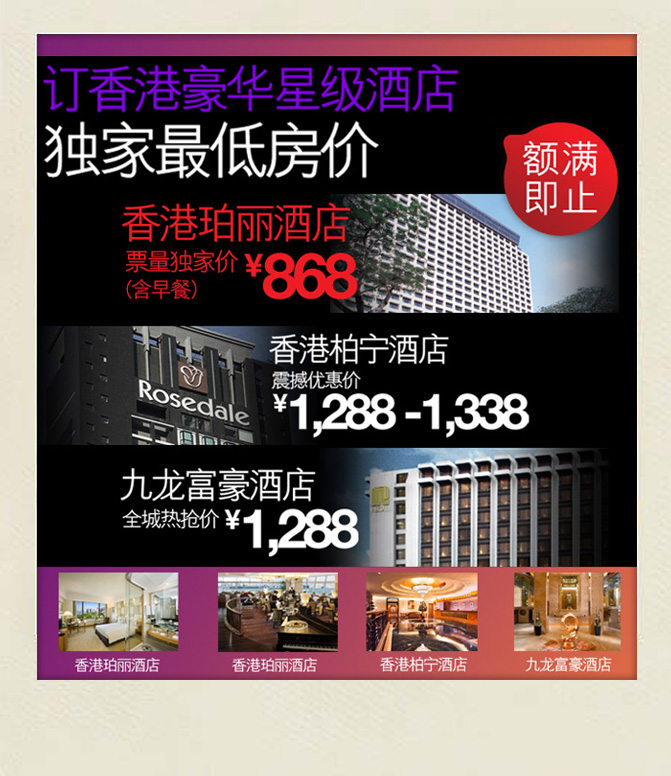 订香港豪华星级酒店
独家最低房价
额满
即止
香港珀丽酒店
票量独家价 ¥868
(含早餐)
Rosedale
香港柏宁酒店
震撼优惠价
¥1,288 -1,338
九龙富豪酒店
全城热抢价 ¥1,288
香港珀丽酒店
香港珀丽酒店
香港柏宁酒店
九龙富豪酒店